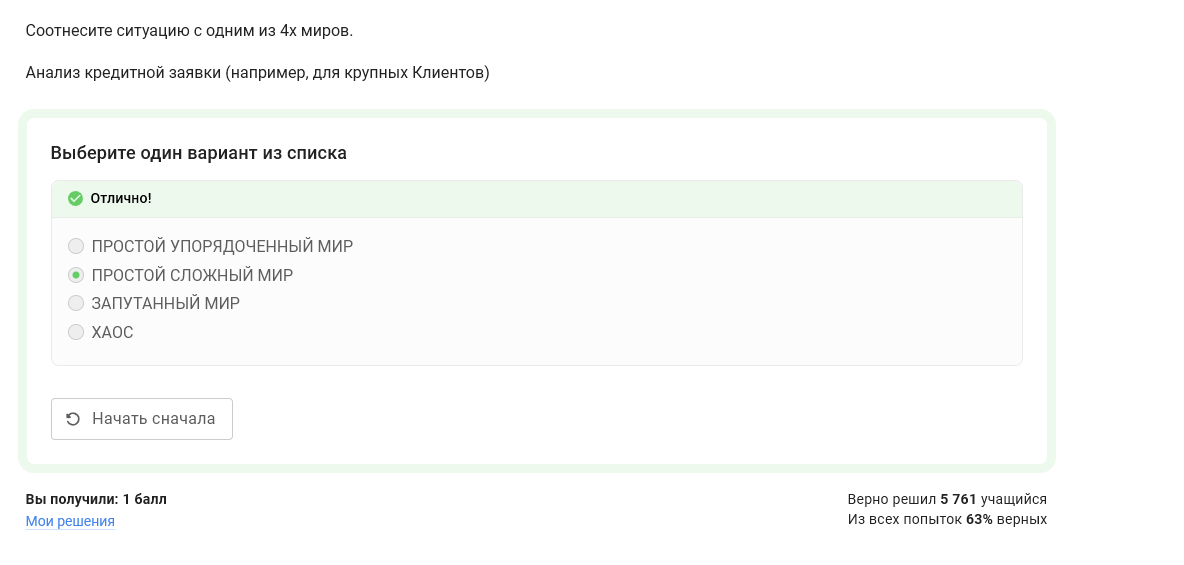 Соотнесите ситуацию с одним из 4х миров.
Анализ кредитной заявки (например, для крупных Клиентов)
Выберите один вариант из списка
Отлично!
ПРОСТОЙ УПОРЯДОЧЕННЫЙ МИР
ПРОСТОЙ СЛОЖНЫЙ МИР
ЗАПУТАННЫЙ МИР
ХАОС
Начать сначала
Вы получили: 1 балл
Мои решения
Верно решил 5 761 учащийся
Из всех попыток 63% верных